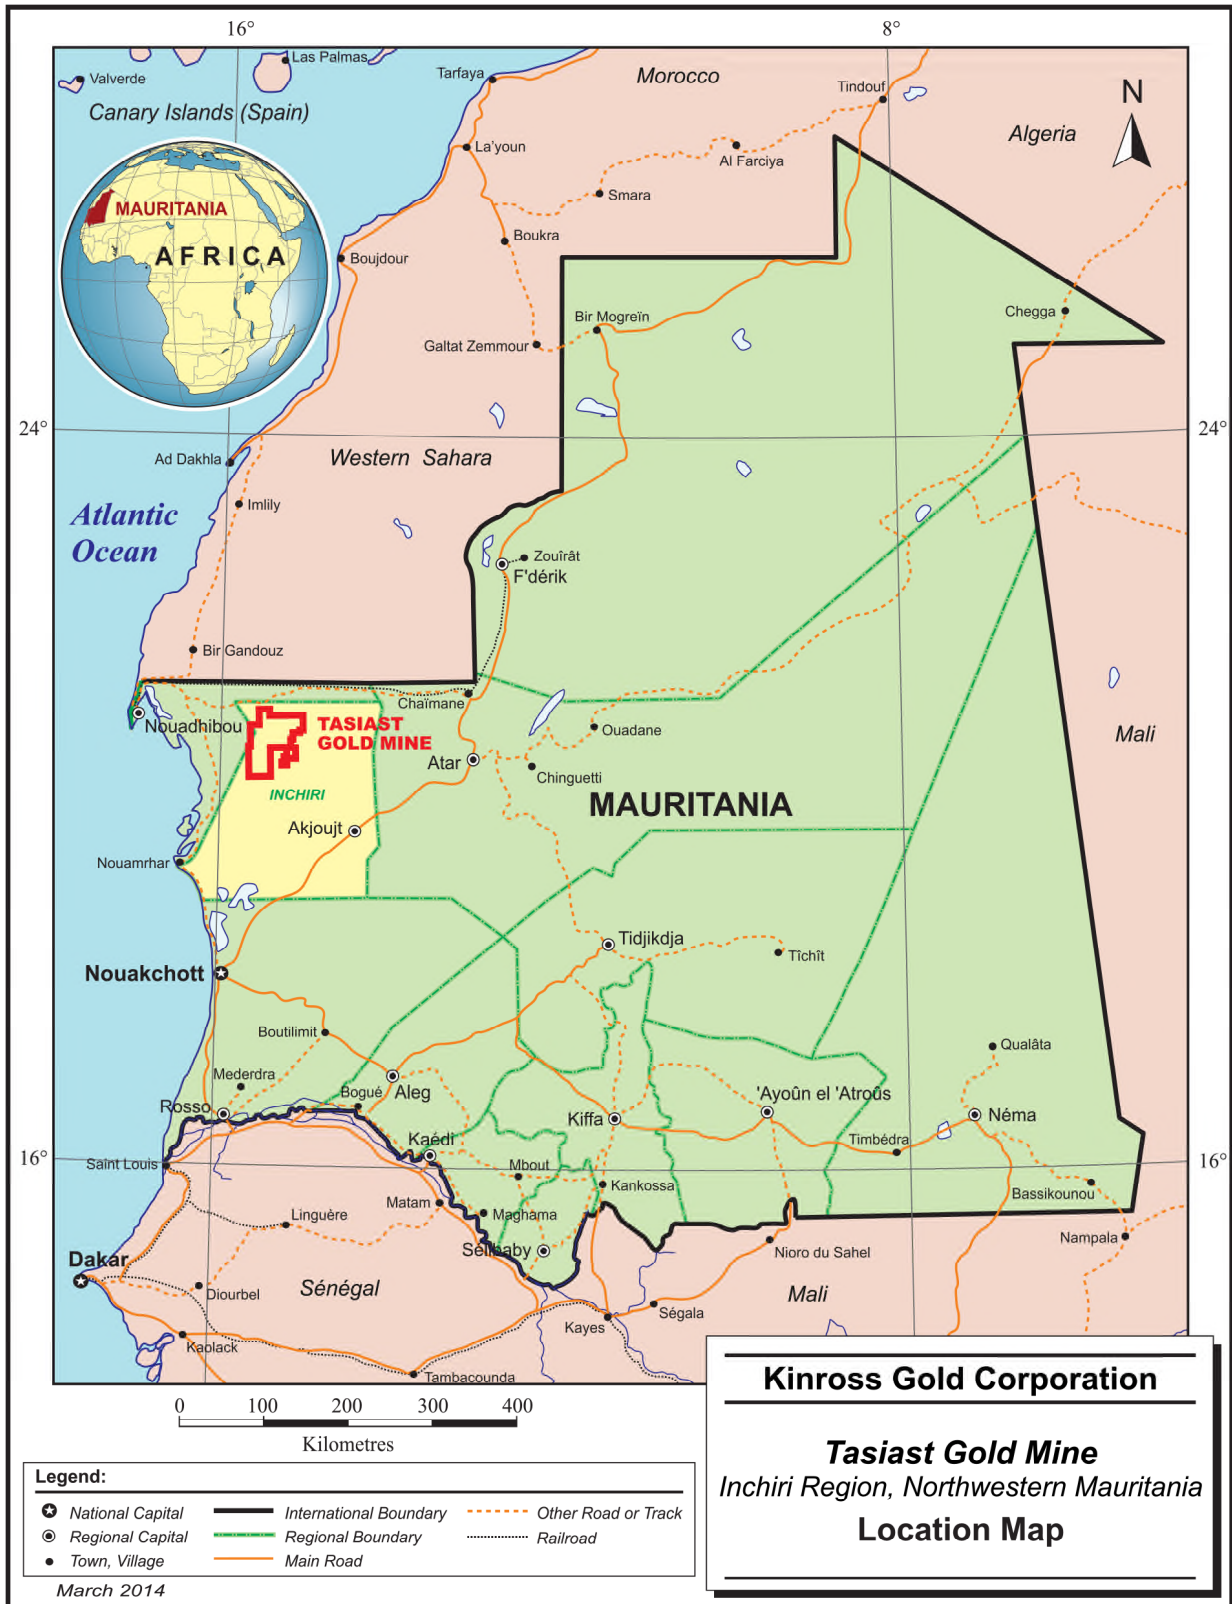 16°
8°
Las Palmas
Valverde
Canary Islands (Spain)
Tarfaya
Morocco
Tindouf
N
Algeria
La'youn
Al Farciya
Smara
MAURITANIA
AFRICA
Boukra
Boujdour
Chegga
Bir Mogreïn
Galtat Zemmour
24°
24°
Ad Dakhla
Western Sahara
Imlily
Atlantic
Ocean
Zouîrât
F'dérik
Bir Gandouz
Chaïmane
Nouadhibou
TASIAST
GOLD MINE
Ouadane
Mali
Atar
Chinguetti
INCHIRI
MAURITANIA
Akjoujt
Nouamrhar
Tidjikdja
Tîchît
Nouakchott
Boutilimit
Qualâta
Mederdra
Bogué
Aleg
'Ayoûn el 'Atroûs
Rosso
Kiffa
Néma
Kaédi
Timbédra
Saint Louis
16°
16°
Mbout
Kankossa
Bassikounou
Matam
Maghama
Linguère
Nampala
Sélibaby
Nioro du Sahel
Dakar
Sénégal
Diourbel
Mali
Ségala
Kayes
Kaolack
Tambacounda
0 100 200 300 400
Kilometres
Kinross Gold Corporation
Tasiast Gold Mine
Inchiri Region, Northwestern Mauritania
Location Map
Legend:
National Capital
International Boundary
Other Road or Track
Regional Capital
Regional Boundary
Railroad
Town, Village
Main Road
March 2014